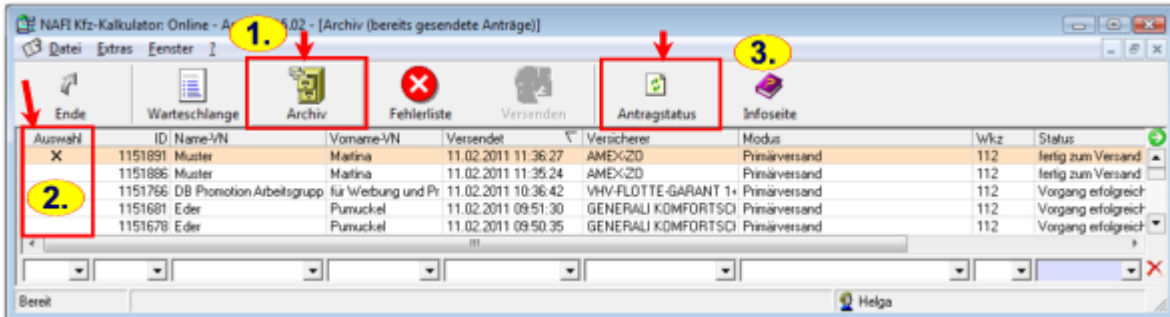 NAFI Kfz-Kalkulator: Online - 5.02 - [Archiv (bereits gesendete Anträge)]
1.
Datei Extras Fenster ?
3.
Ende Warteschlange Archiv Fehlerliste Versenden Antragstatus Infoseite
Auswahl ID Name-VN Vorname-VN Versendet Versicherer Modus Wkz Status
X 1151891 Muster Martina 11.02.2011 11:36:27 AMEX-ZO Primärversand 112 fertig zum Versand
1151886 Muster Martina 11.02.2011 11:35:24 AMEX-ZO Primärversand 112 fertig zum Versand
2.
1151766 DB Promotion Arbeitsgrupp für Werbung und Pr 11.02.2011 10:36:42 VHV-FLOTTE-GARANT 1+ Primärversand 112 Vorgang erfolgreich
1151681 Eder Pumuckel 11.02.2011 09:51:30 GENERALI KOMFORTSCH Primärversand 112 Vorgang erfolgreich
1151678 Eder Pumuckel 11.02.2011 09:50:35 GENERALI KOMFORTSCH Primärversand 112 Vorgang erfolgreich
Bereit Helga